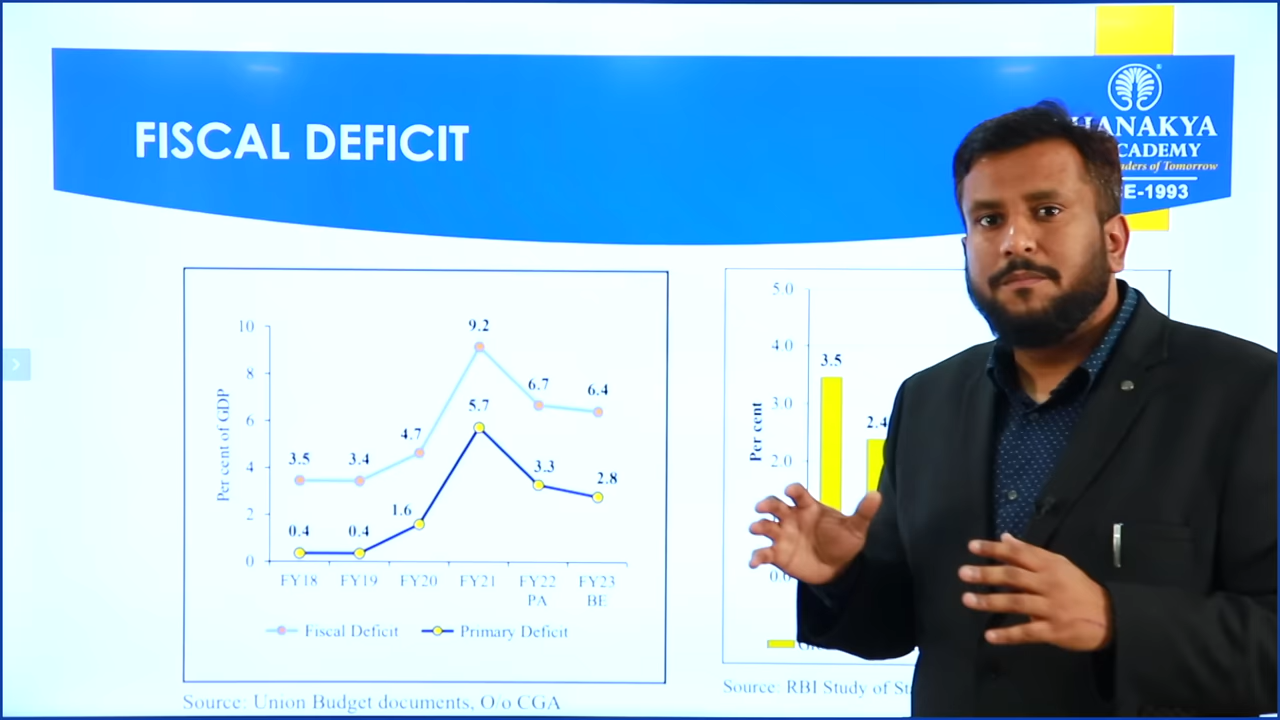 FISCAL DEFICIT
HANAKYA
CADEMY
ders of Tomorrow
E-1993
10
8
6
4
2
0
Per cent of GDP
3.5
3.4
4.7
9.2
6.7
6.4
0.4
0.4
1.6
5.7
3.3
2.8
FY18 FY19 FY20 FY21 FY22 FY23
PA BE
Fiscal Deficit Primary Deficit
Source: Union Budget documents, O/o CGA
5.0
4.0
3.0
2.0
0.0
Per cent
3.5
2.4
Source: RBI Study of